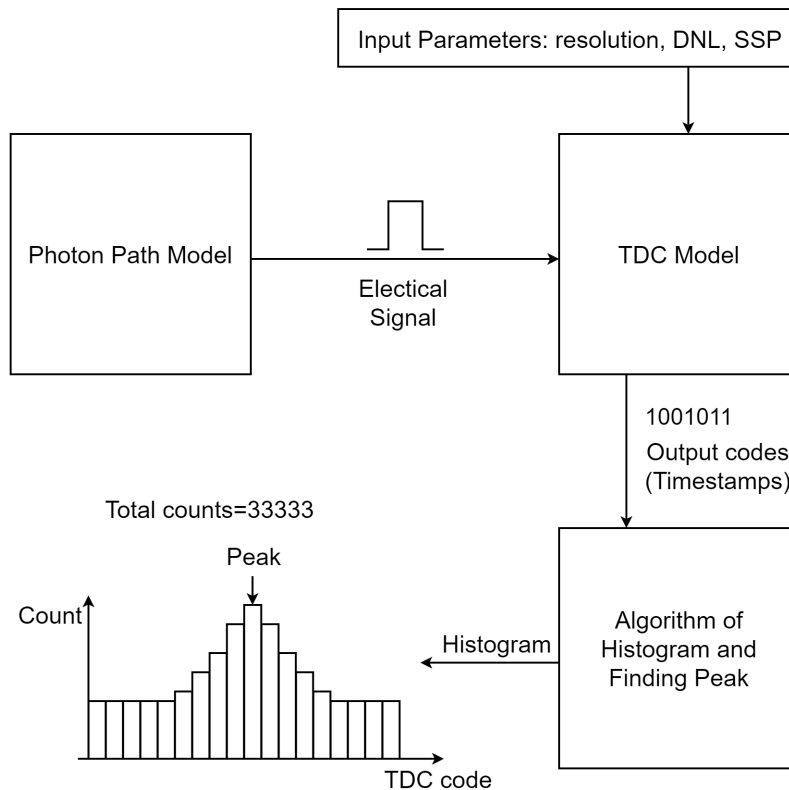 Input Parameters: resolution, DNL, SSP
Photon Path Model
TDC Model
Electical
Signal
1001011
Output codes
(Timestamps)
Total counts=33333
Peak
Count
Histogram
Algorithm of
Histogram and
Finding Peak
TDC code